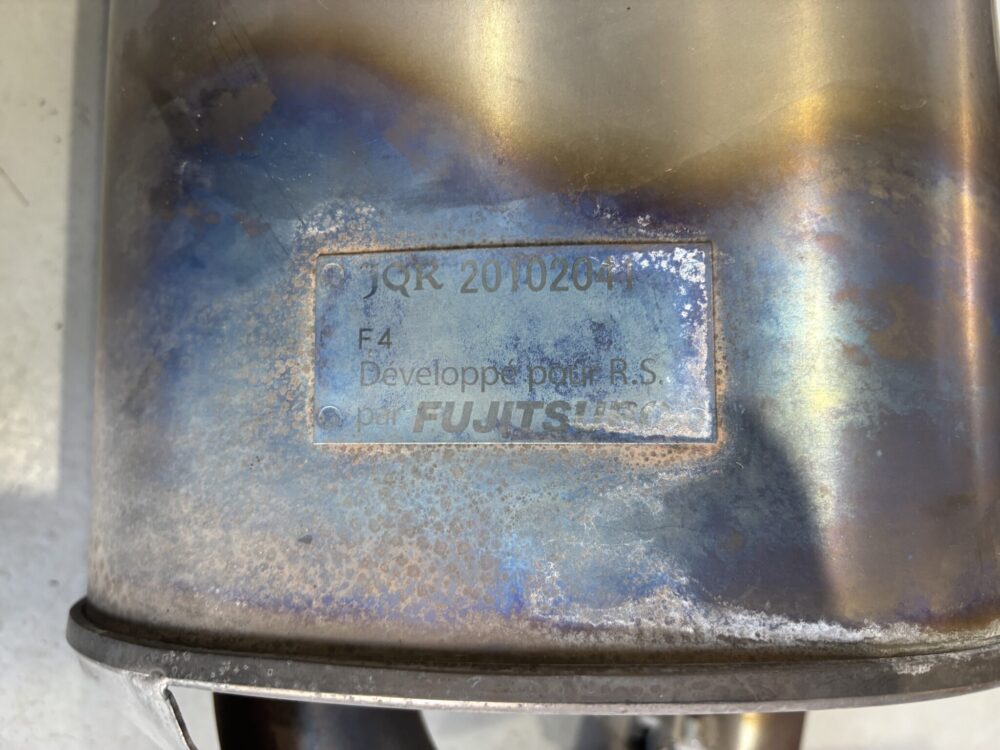 JQR 20102041
F4
Développé pour R.S.
par FUJITSUBO